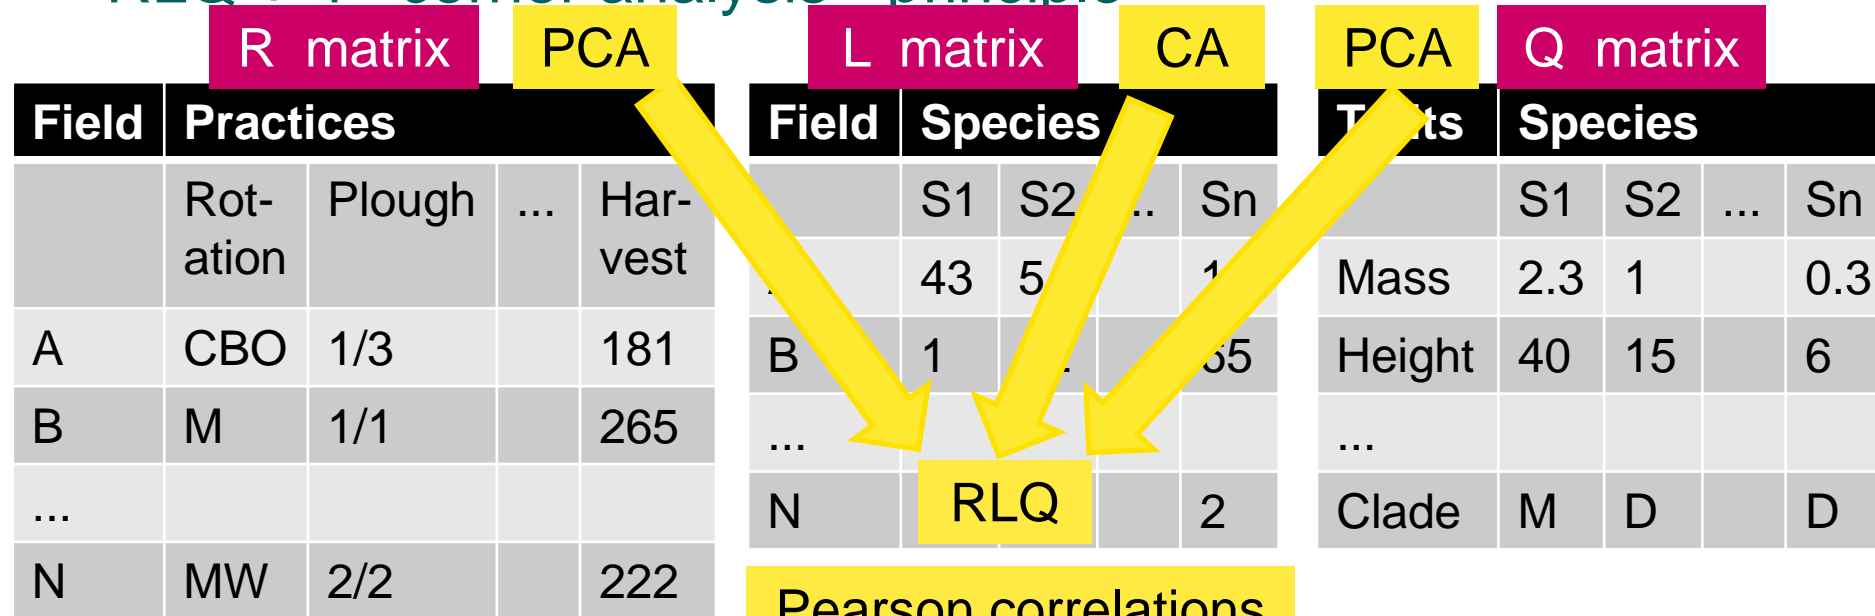 R matrix PCA L matrix CA PCA Q matrix
Field Practices
Rot-ation Plough ... Har-vest
A CBO 1/3 181
B M 1/1 265
...
N MW 2/2 222
Field Species
S1 S2 .. Sn
43 5
B 1
...
N 2
Species
S1 S2 ... Sn
Mass 2.3 1 0.3
Height 40 15 6
...
Clade M D D
RLQ
Pearson correlations